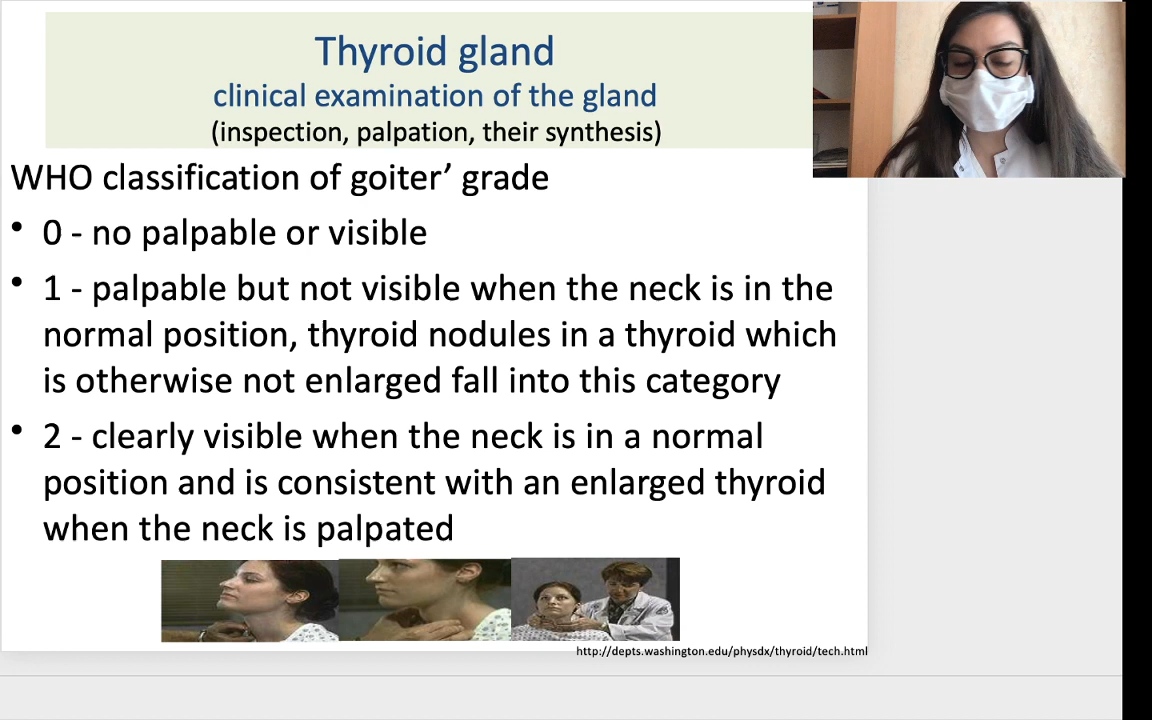 Thyroid gland
clinical examination of the gland
(inspection, palpation, their synthesis)
WHO classification of goiter’ grade
• 0 - no palpable or visible
• 1 - palpable but not visible when the neck is in the
normal position, thyroid nodules in a thyroid which
is otherwise not enlarged fall into this category
• 2 - clearly visible when the neck is in a normal
position and is consistent with an enlarged thyroid
when the neck is palpated
http://depts.washington.edu/physdx/thyroid/tech.html